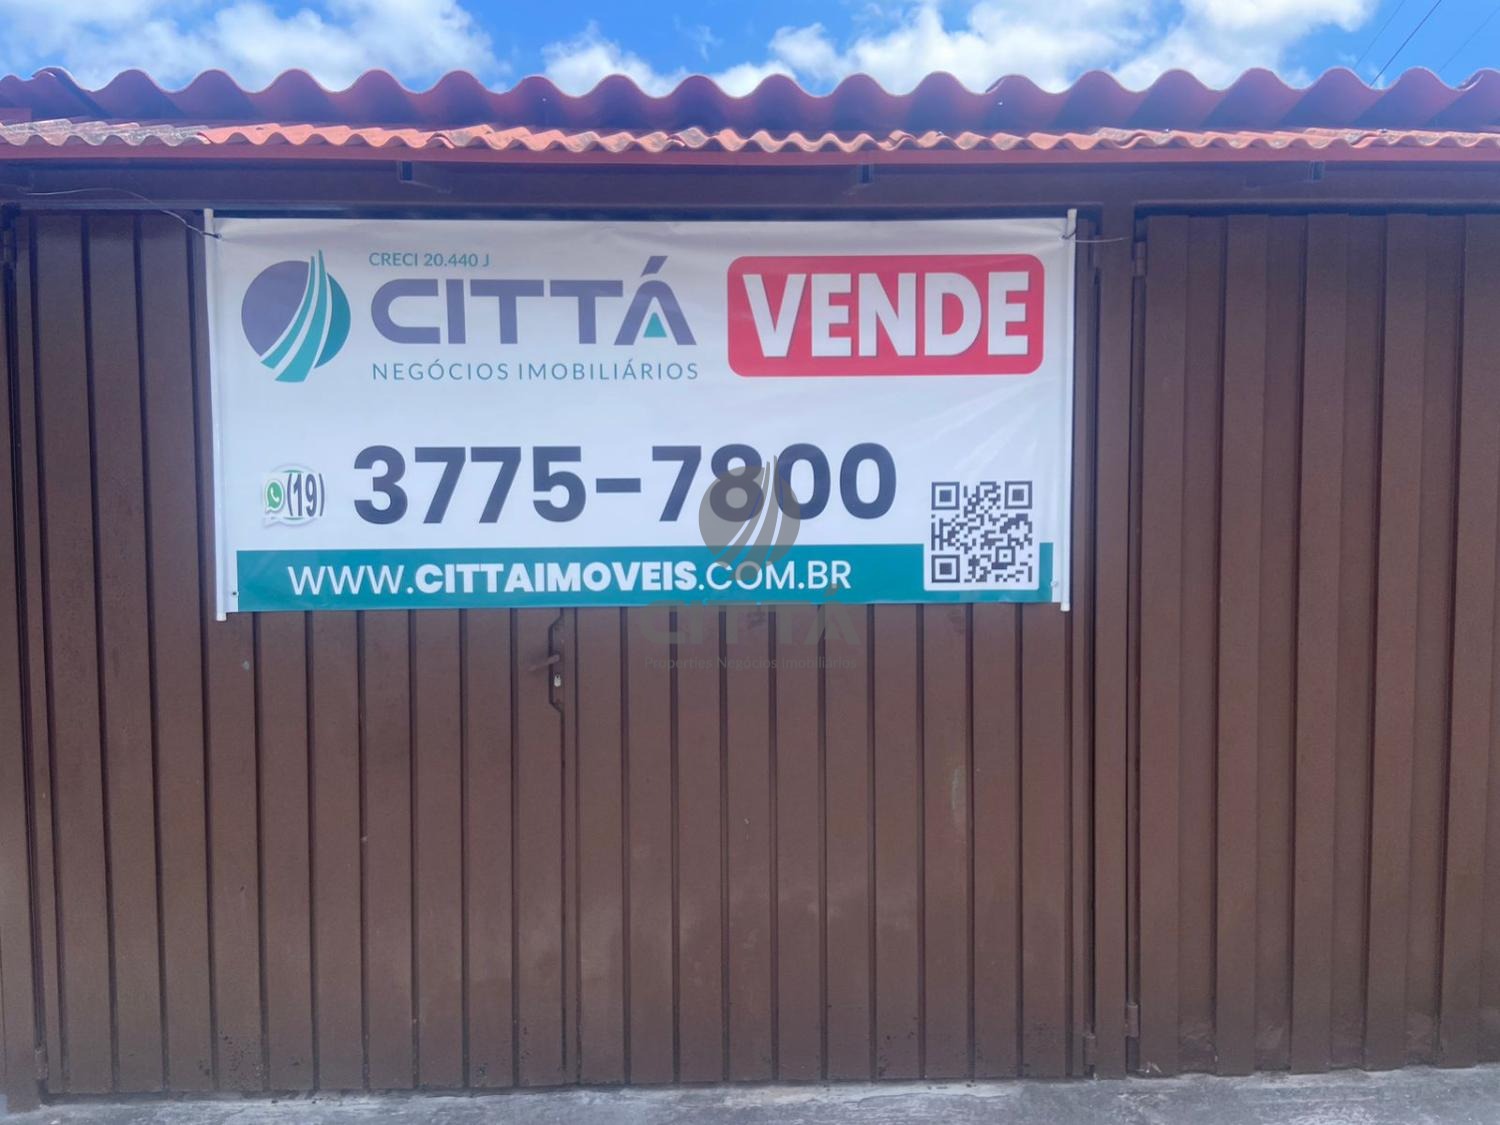 CRECI 20.440 J
CITTÁ
NEGÓCIOS IMOBILIÁRIOS
VENDE
(19) 3775-7800
WWW.CITTAIMOVEIS.COM.BR
CITTÁ
Properties Negócios Imobiliários